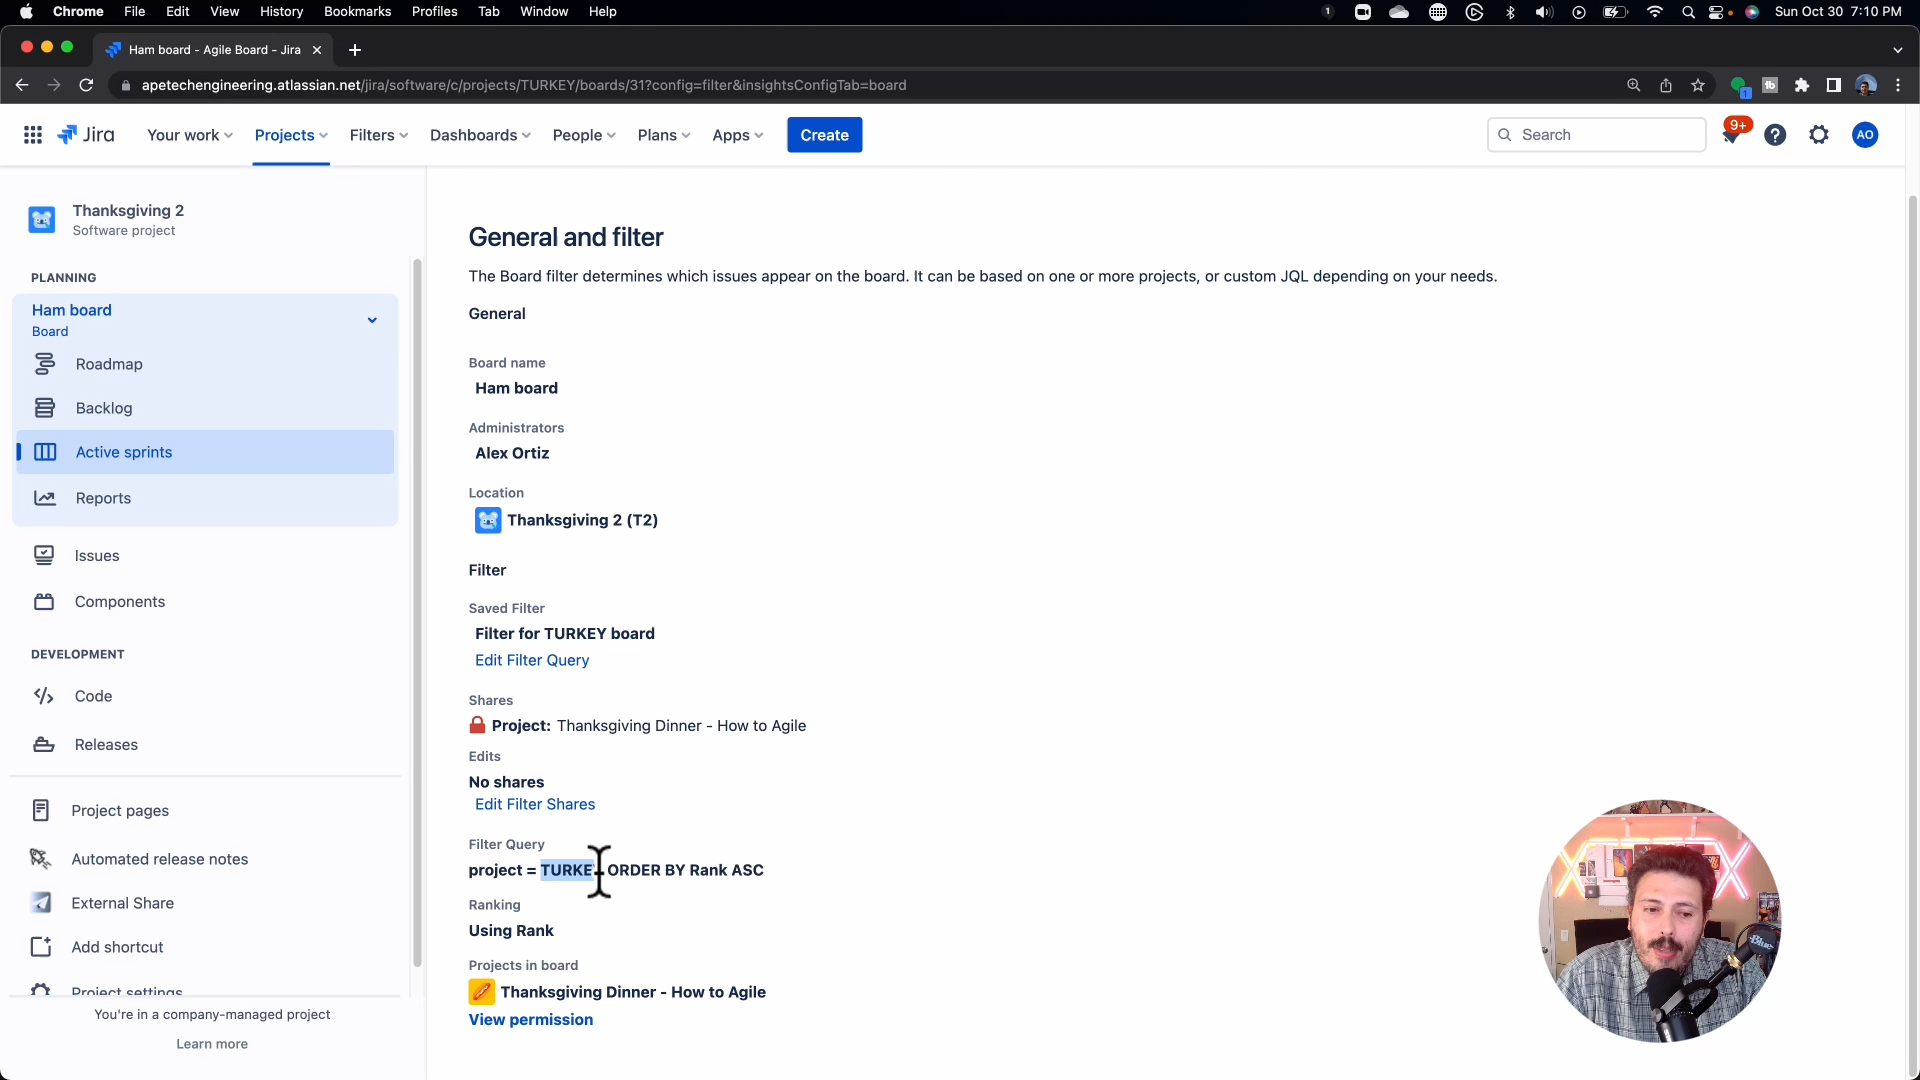 Chrome File Edit View History Bookmarks Profiles Tab Window Help
1
Sun Oct 30 7:10 PM
Ham board - Agile Board - Jira
apetechengineering.atlassian.net/jira/software/c/projects/TURKEY/boards/31?config=filter&insightsConfigTab=board
1
tb
Jira
Your work
Projects
Filters
Dashboards
People
Plans
Apps
Create
Search
9+
AO
Thanksgiving 2
Software project
PLANNING
Ham board
Board
Roadmap
Backlog
Active sprints
Reports
Issues
Components
DEVELOPMENT
Code
Releases
Project pages
Automated release notes
External Share
Add shortcut
Project settings
You're in a company-managed project
Learn more
General and filter
The Board filter determines which issues appear on the board. It can be based on one or more projects, or custom JQL depending on your needs.
General
Board name
Ham board
Administrators
Alex Ortiz
Location
Thanksgiving 2 (T2)
Filter
Saved Filter
Filter for TURKEY board
Edit Filter Query
Shares
Project: Thanksgiving Dinner - How to Agile
Edits
No shares
Edit Filter Shares
Filter Query
project = TURKEY ORDER BY Rank ASC
Ranking
Using Rank
Projects in board
Thanksgiving Dinner - How to Agile
View permission
Blue